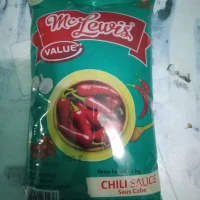 Mc Lewis
VALUE
CHILI SAUCE
Saus Cabe